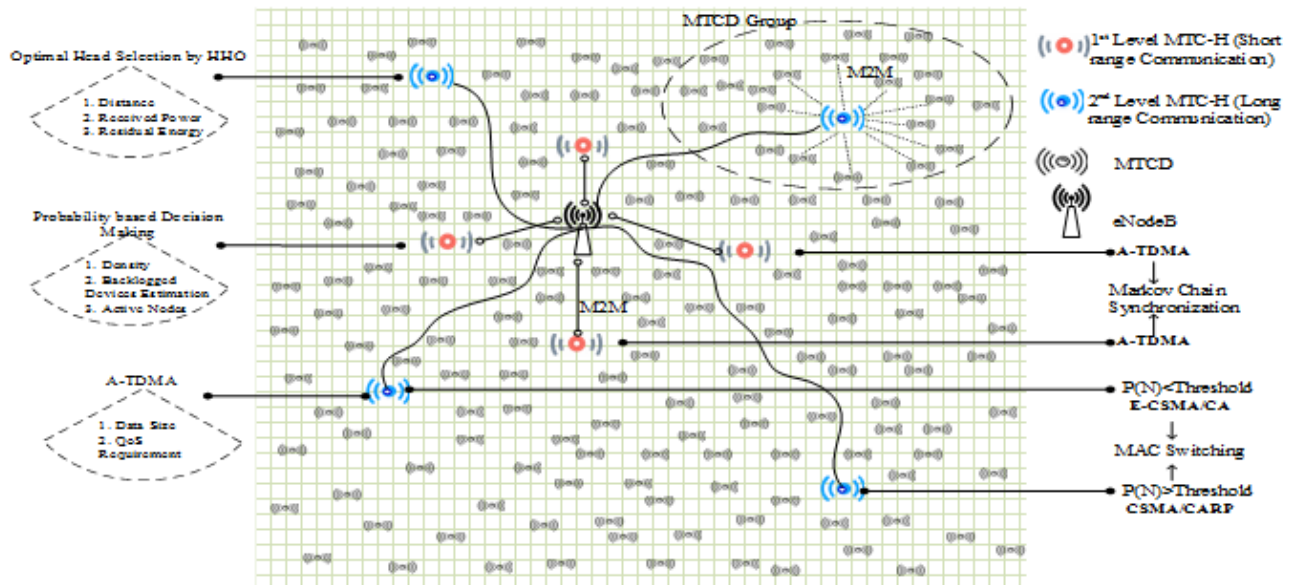 Optimal Head Selection by HHO
1. Distance
2. Received Power
3. Residual Energy
Probability based Decision
Making
1. Density
2. Backlogged
Devices Estimation
3. Active Nodes
A-TDMA
1. Data Size
2. QoS
Requirement
MTCD Group
M2M
M2M
1st Level MTC-H (Short
range Communication)
2nd Level MTC-H (Long
range Communication)
MTCD
eNodeB
A-TDMA
Markov Chain
Synchronization
A-TDMA
P(N)<Threshold
E-CSMA/CA
MAC Switching
P(N)>Threshold
CSMA/CARP